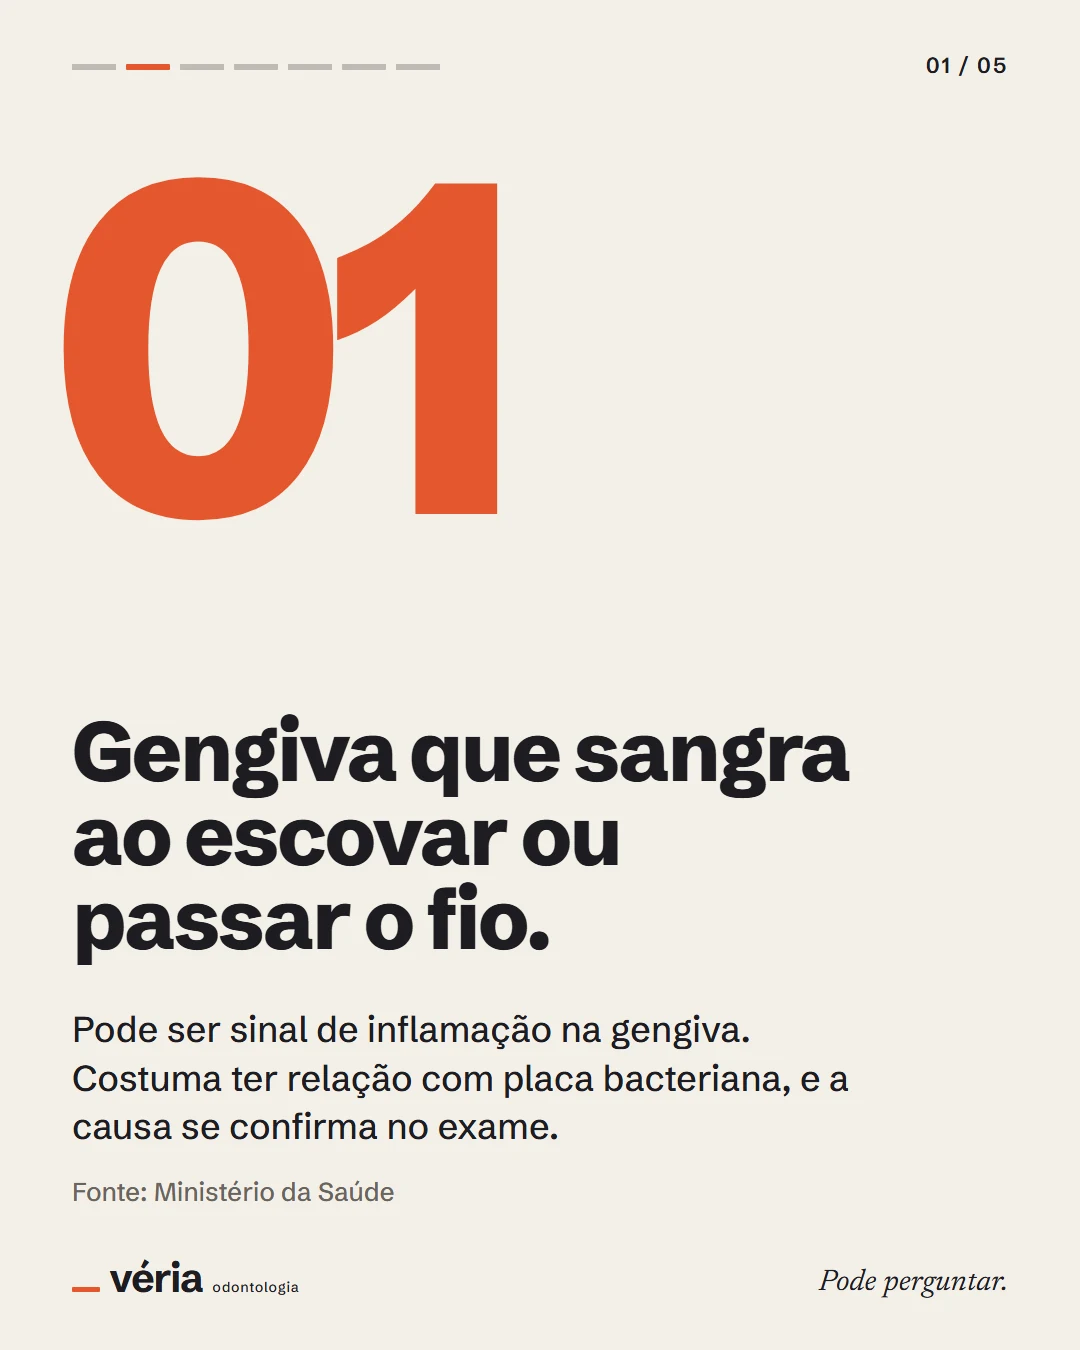 01 / 05
01
Gengiva que sangra
ao escovar ou
passar o fio.
Pode ser sinal de inflamação na gengiva.
Costuma ter relação com placa bacteriana, e a
causa se confirma no exame.
Fonte: Ministério da Saúde
véria odontologia
Pode perguntar.